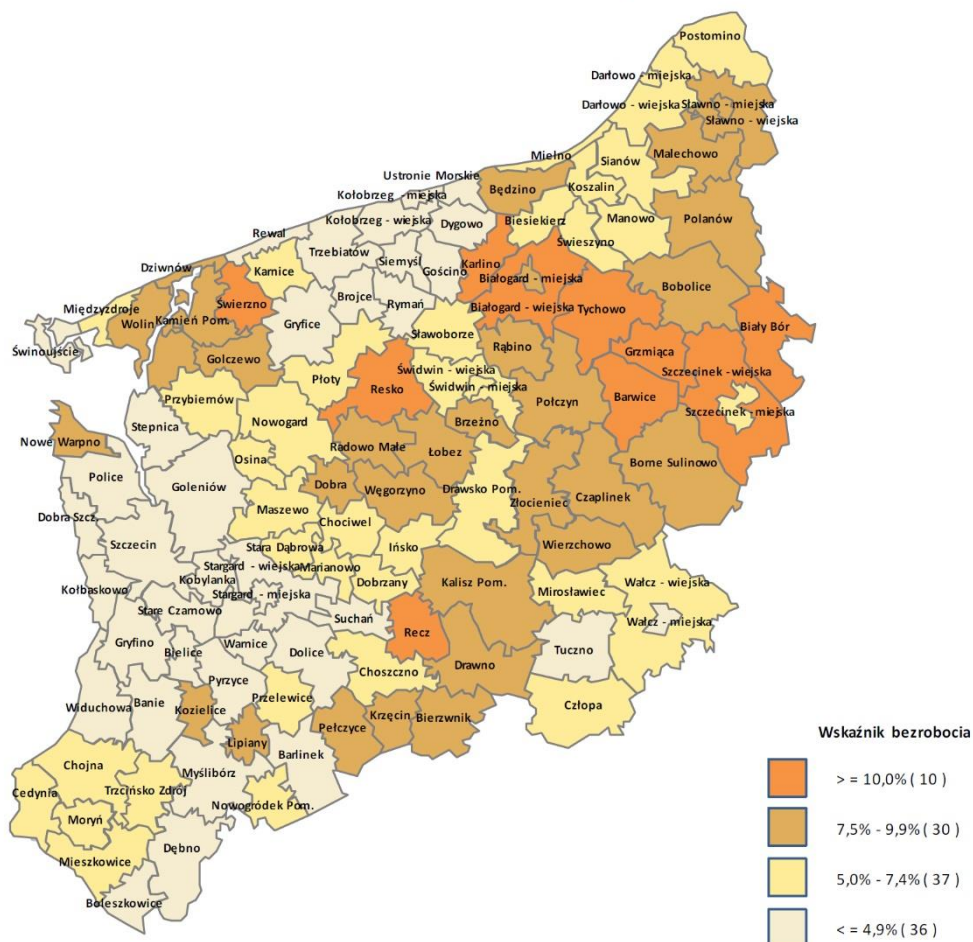 Postomino
Darłowo - miejska
Darłowo - wiejska
Sławno - miejska
Sławno - wiejska
Mielno
Sianów
Malechowo
Ustronie Morskie
Kołobrzeg - miejska
Będzino
Koszalin
Kołobrzeg - wiejska
Dygowo
Biesiekierz
Manowo
Polanów
Rewal
Trzebiatów
Siemyśl
Gościno
Karlino
Świeszyno
Dziwnów
Karnice
Białogard - miejska
Międzyzdroje
Wolin
Kamień Pom.
Świerzno
Brojce
Rymań
Białogard - wiejska
Tychowo
Bobolice
Biały Bór
Świnoujście
Gryfice
Sławoborze
Rąbino
Grzmiąca
Golczewo
Płoty
Resko
Świdwin - wiejska
Świdwin - miejska
Szczecinek - wiejska
Przybiernów
Połczyn
Barwice
Szczecinek - miejska
Stepnica
Nowogard
Brzeżno
Nowe Warpno
Radowo Małe
Łobez
Osina
Borne Sulinowo
Police
Goleniów
Dobra
Węgorzyno
Drawsko Pom.
Złocieniec
Czaplinek
Dobra Szcz.
Maszewo
Chociwel
Szczecin
Stara Dąbrowa
Ińsko
Wierzchowo
Stargard - wiejska
Marianowo
Kobylanka
Dobrzany
Kalisz Pom.
Wałcz - wiejska
Kołbaskowo
Stargard - miejska
Mirosławiec
Stare Czarnowo
Suchań
Wałcz - miejska
Gryfino
Bielice
Warnice
Dolice
Recz
Tuczno
Pyrzyce
Choszczno
Drawno
Widuchowa
Banie
Kozielice
Przelewice
Człopa
Lipiany
Pełczyce
Krzęcin
Bierzwnik
Barlinek
Chojna
Myślibórz
Cedynia
Trzcińsko Zdrój
Nowogródek Pom.
Moryń
Mieszkowice
Dębno
Boleszkowice
Wskaźnik bezrobocia
> = 10,0% ( 10 )
7,5% - 9,9% ( 30 )
5,0% - 7,4% ( 37 )
< = 4,9% ( 36 )